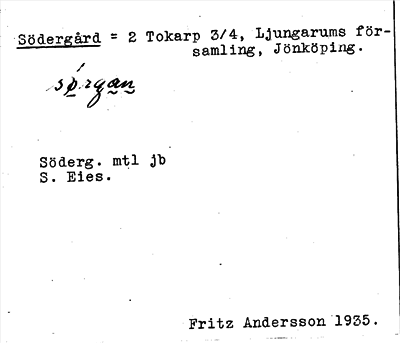 Södergård = 2 Tokarp 3/4, Ljungarums för-
samling, Jönköping.
Söderg. mtl jb
S. Eies.
Fritz Andersson 1935.